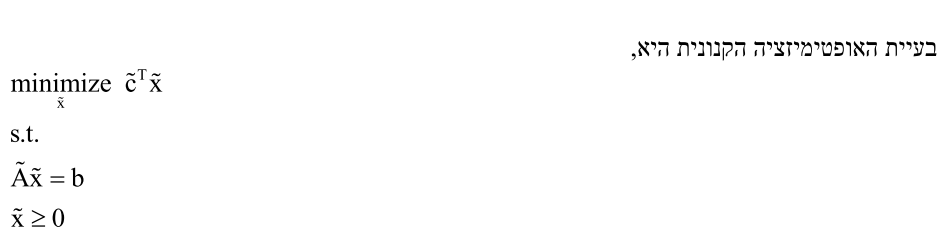 בעיית האופטימיזציה הקנונית היא,
minimize c̃ᵀx̃
x̃
s.t.
Ãx̃ = b
x̃ ≥ 0